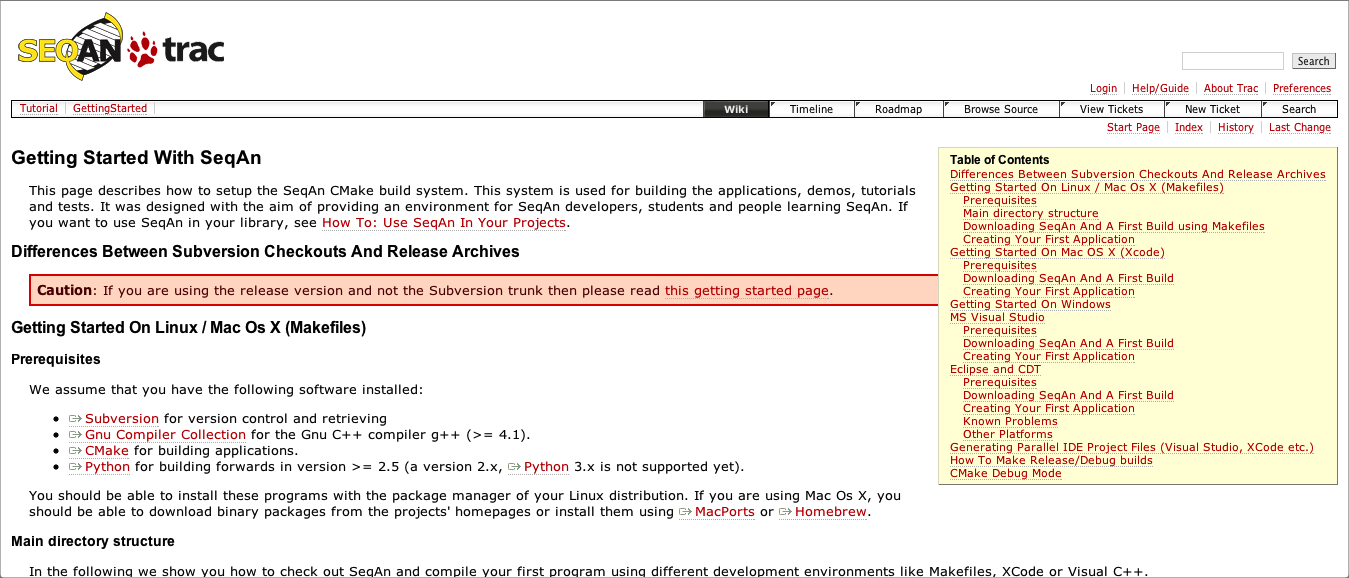 SEQAN trac
Search
Login Help/Guide About Trac Preferences
Tutorial GettingStarted
Wiki Timeline Roadmap Browse Source View Tickets New Ticket Search
Start Page Index History Last Change
Getting Started With SeqAn
This page describes how to setup the SeqAn CMake build system. This system is used for building the applications, demos, tutorials
and tests. It was designed with the aim of providing an environment for SeqAn developers, students and people learning SeqAn. If
you want to use SeqAn in your library, see How To: Use SeqAn In Your Projects.
Differences Between Subversion Checkouts And Release Archives
Caution: If you are using the release version and not the Subversion trunk then please read this getting started page.
Getting Started On Linux / Mac Os X (Makefiles)
Prerequisites
We assume that you have the following software installed:
Subversion for version control and retrieving
Gnu Compiler Collection for the Gnu C++ compiler g++ (>= 4.1).
CMake for building applications.
Python for building forwards in version >= 2.5 (a version 2.x, Python 3.x is not supported yet).
You should be able to install these programs with the package manager of your Linux distribution. If you are using Mac Os X, you
should be able to download binary packages from the projects' homepages or install them using MacPorts or Homebrew.
Main directory structure
In the following we show you how to check out SeqAn and compile your first program using different development environments like Makefiles, XCode or Visual C++.
Table of Contents
Differences Between Subversion Checkouts And Release Archives
Getting Started On Linux / Mac Os X (Makefiles)
Prerequisites
Main directory structure
Downloading SeqAn And A First Build using Makefiles
Creating Your First Application
Getting Started On Mac OS X (Xcode)
Prerequisites
Downloading SeqAn And A First Build
Creating Your First Application
Getting Started On Windows
MS Visual Studio
Prerequisites
Downloading SeqAn And A First Build
Creating Your First Application
Eclipse and CDT
Prerequisites
Downloading SeqAn And A First Build
Creating Your First Application
Known Problems
Other Platforms
Generating Parallel IDE Project Files (Visual Studio, XCode etc.)
How To Make Release/Debug builds
CMake Debug Mode